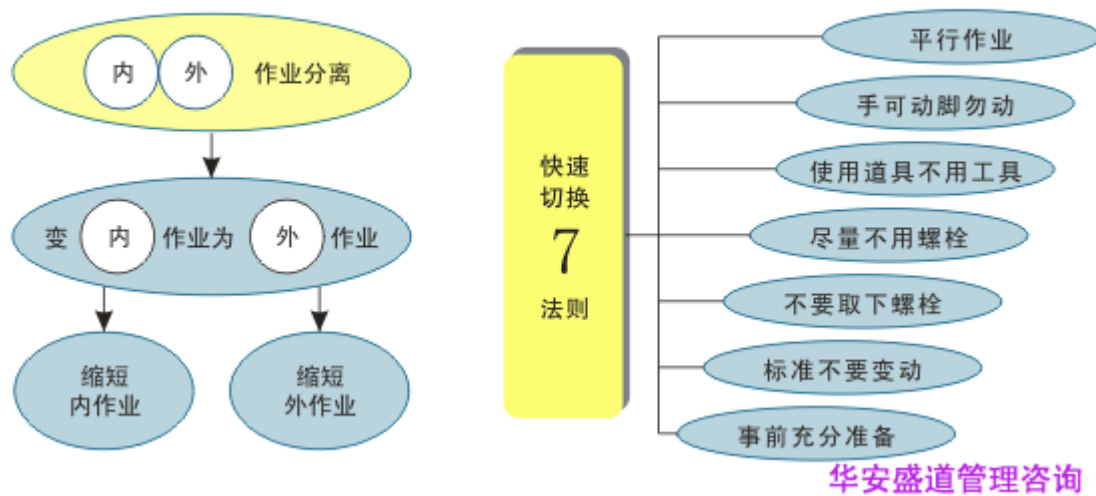 内 外 作业分离
变 内 作业为 外 作业
缩短
内作业
缩短
外作业
快速
切换
7
法则
平行作业
手可动脚勿动
使用道具不用工具
尽量不用螺栓
不要取下螺栓
标准不要变动
事前充分准备
华安盛道管理咨询